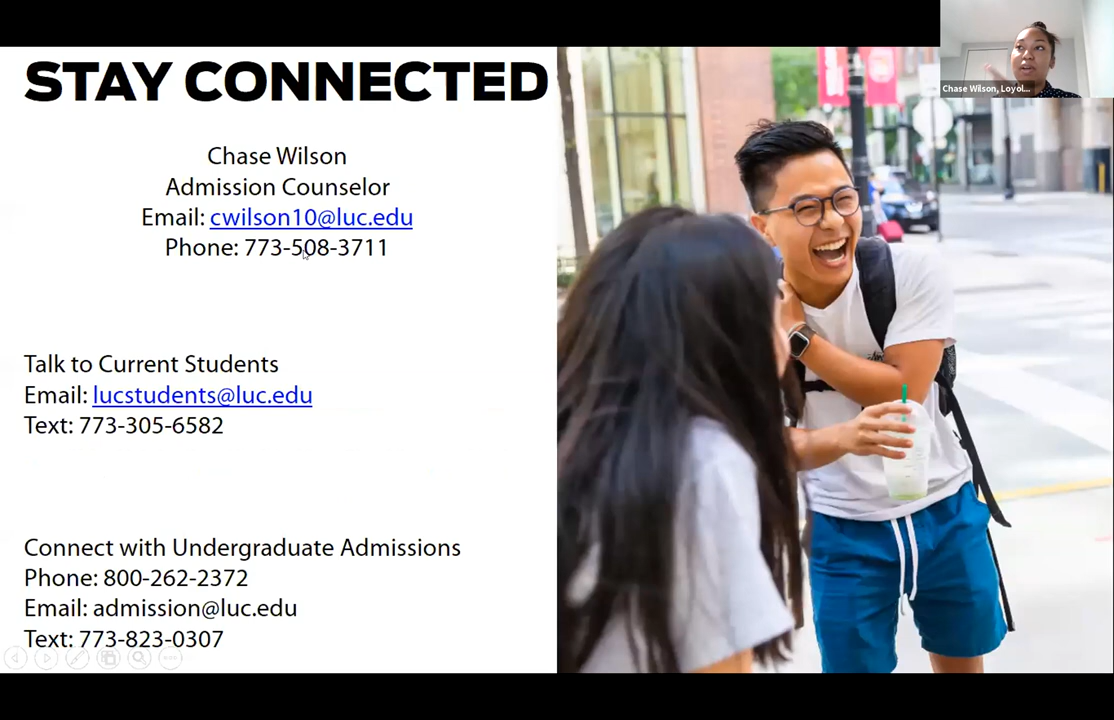 STAY CONNECTED
Chase Wilson
Admission Counselor
Email: cwilson10@luc.edu
Phone: 773-508-3711
Talk to Current Students
Email: lucstudents@luc.edu
Text: 773-305-6582
Connect with Undergraduate Admissions
Phone: 800-262-2372
Email: admission@luc.edu
Text: 773-823-0307
Chase Wilson, Loyol...